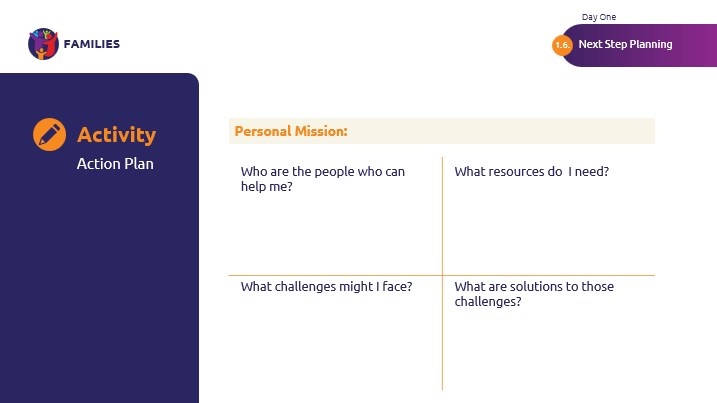 Day One
FAMILIES
1.6.
Next Step Planning
Activity
Action Plan
Personal Mission:
Who are the people who can
help me?
What resources do  I need?
What challenges might I face?
What are solutions to those
challenges?